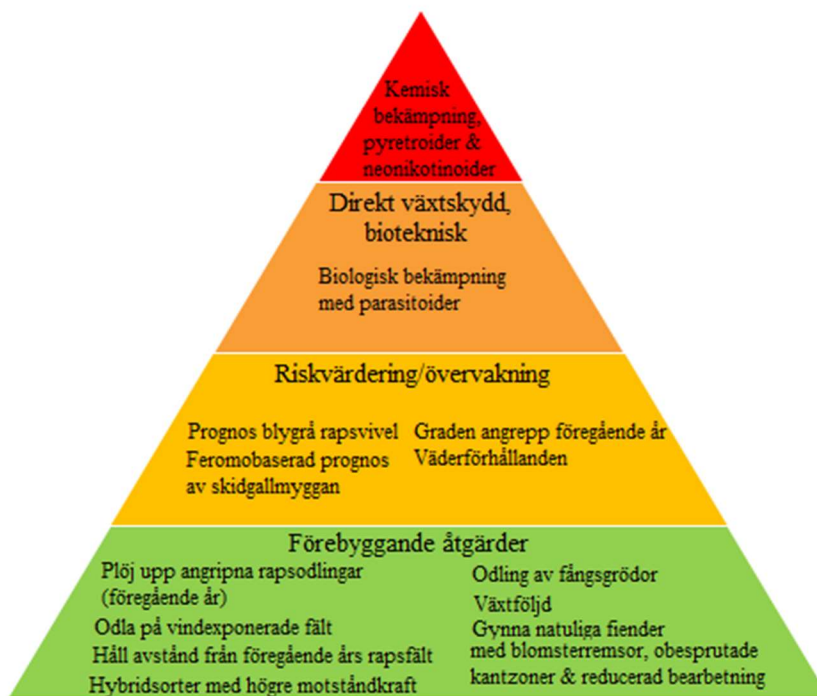 Kemisk
bekämpning,
pyretroider &
neonikotinoider
Direkt växtskydd,
bioteknisk
Biologisk bekämpning
med parasitoider
Riskvärdering/övervakning
Prognos blygrå rapsvivel
Feromobaserad prognos
av skidgallmyggan
Graden angrepp föregående år
Väderförhållanden
Förebyggande åtgärder
Plöj upp angripna rapsodlingar
(föregående år)
Odla på vindexponerade fält
Håll avstånd från föregående års rapsfält
Hybridsorter med högre motståndkraft
Odling av fångsgrödor
Växtföljd
Gynna natuliga fiender
med blomsterremsor, obesprutade
kantzoner & reducerad bearbetning